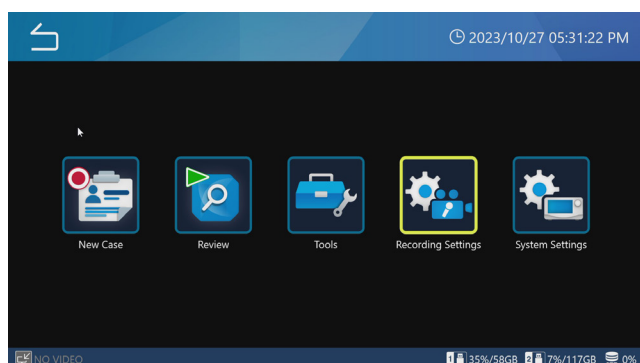 2023/10/27 05:31:22 PM
New Case
Review
Tools
Recording Settings
System Settings
NO VIDEO
1 35%/58GB 2 7%/117GB 0%